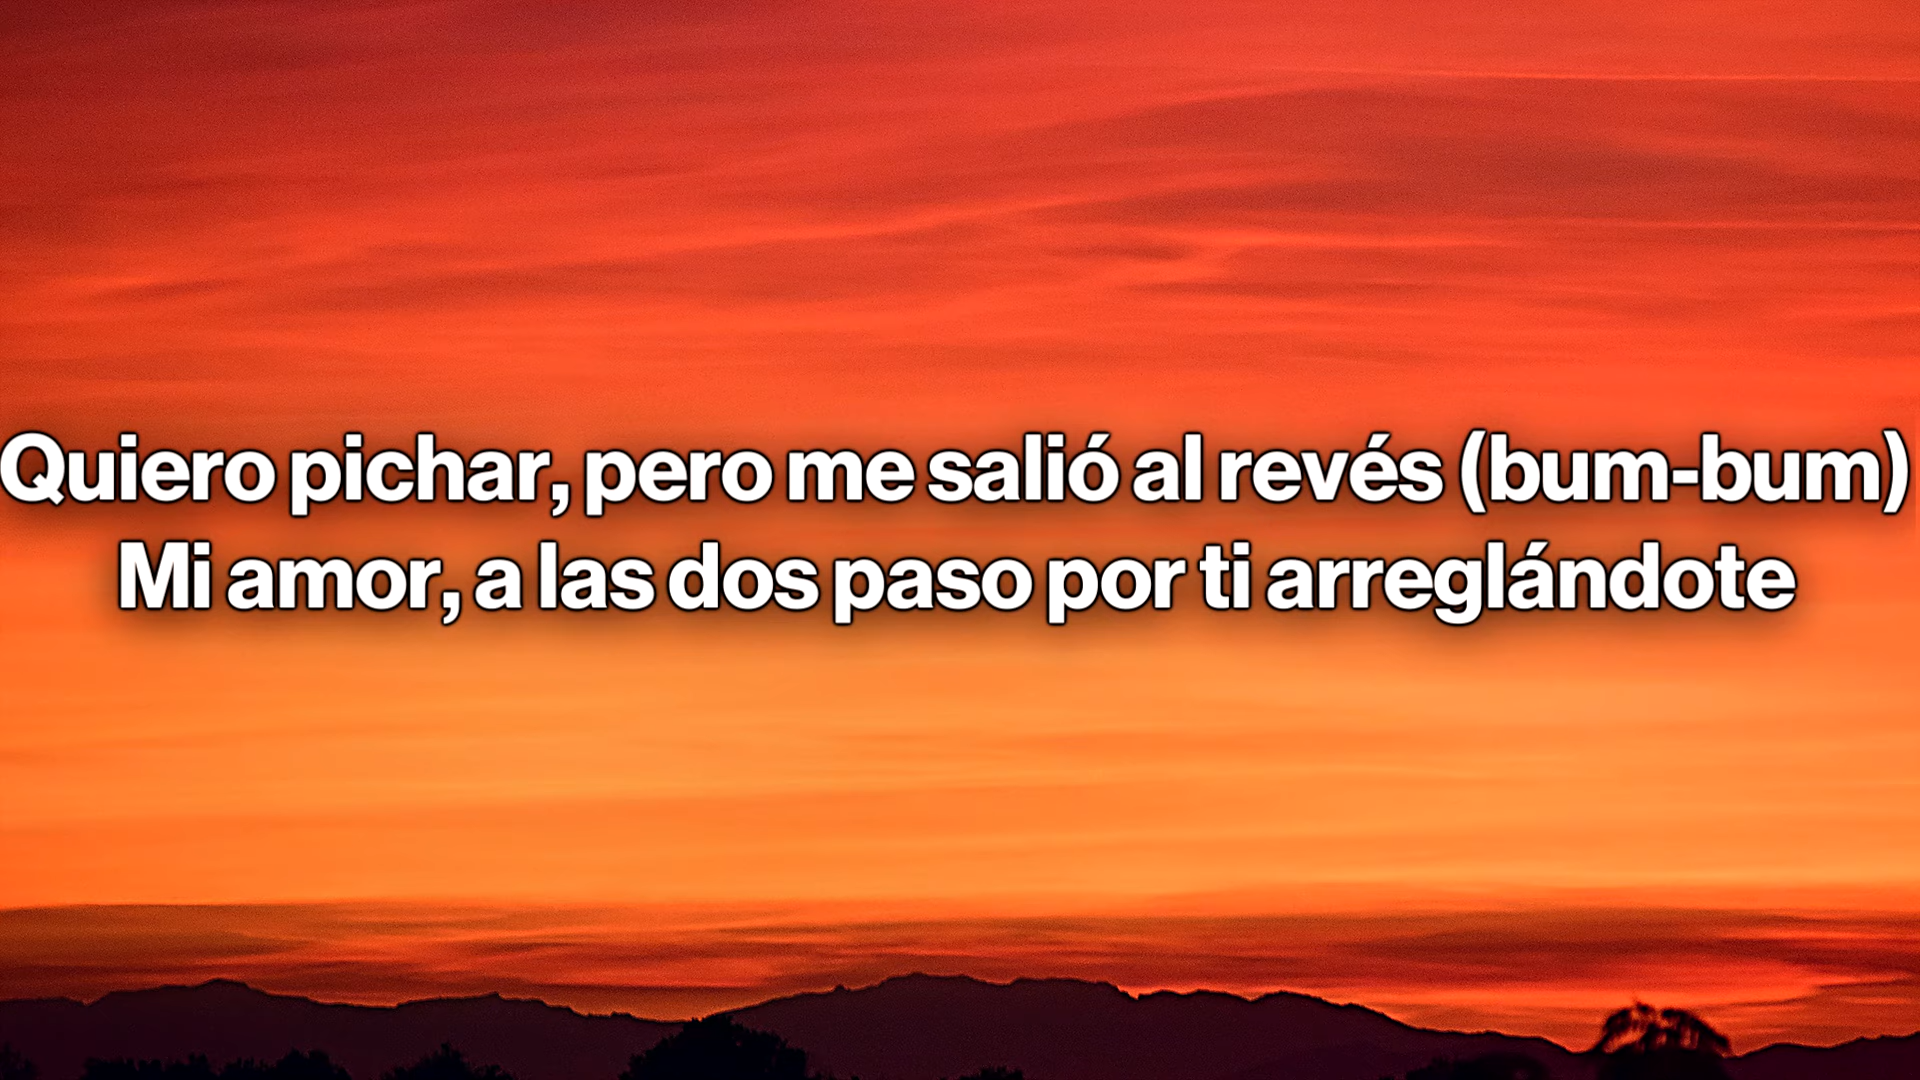 Quiero pichar, pero me salió al revés (bum-bum)
Mi amor, a las dos paso por ti arreglándote